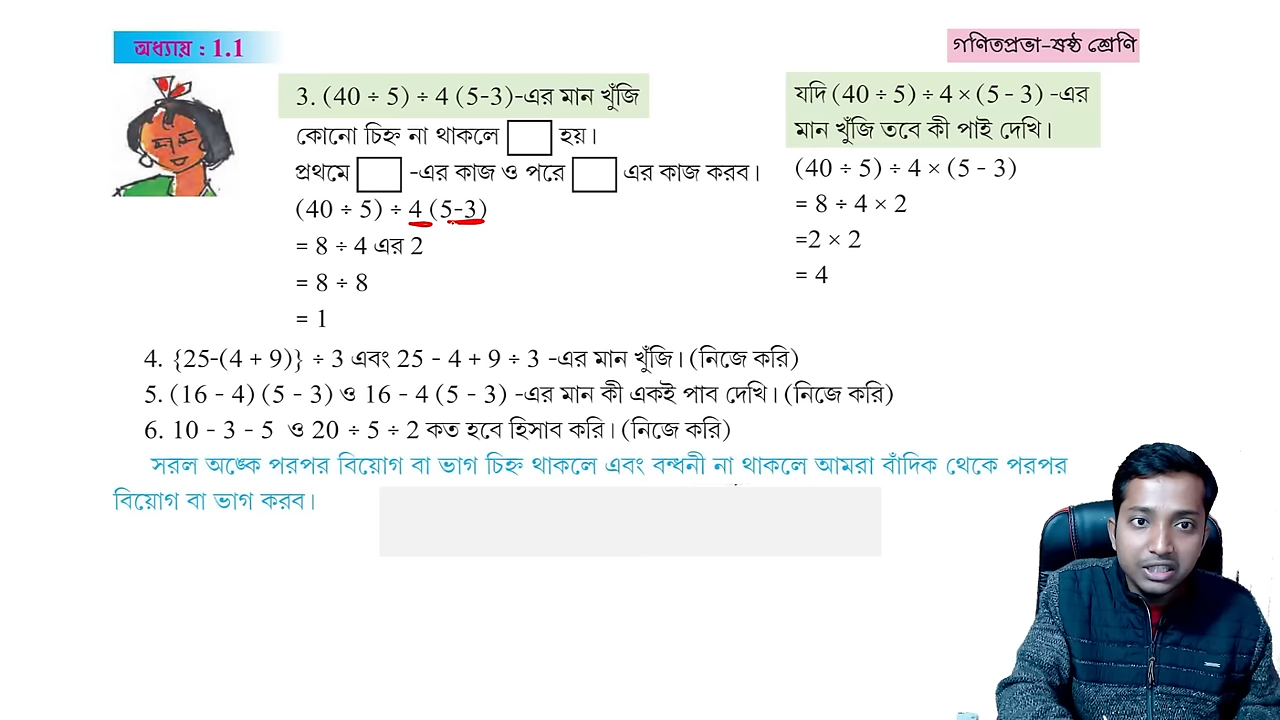 অধ্যায় : 1.1
গণিতপ্রভা-ষষ্ঠ শ্রেণি
3. (40 ÷ 5) ÷ 4 (5-3)-এর মান খুঁজি
কোনো চিহ্ন না থাকলে হয়।
প্রথমে -এর কাজ ও পরে এর কাজ করব।
(40 ÷ 5) ÷ 4 (5-3)
= 8 ÷ 4 এর 2
= 8 ÷ 8
= 1
যদি (40 ÷ 5) ÷ 4 × (5 - 3) -এর
মান খুঁজি তবে কী পাই দেখি।
(40 ÷ 5) ÷ 4 × (5 - 3)
= 8 ÷ 4 × 2
=2 × 2
= 4
4. {25-(4 + 9)} ÷ 3 এবং 25 - 4 + 9 ÷ 3 -এর মান খুঁজি। (নিজে করি)
5. (16 - 4) (5 - 3) ও 16 - 4 (5 - 3) -এর মান কী একই পাব দেখি। (নিজে করি)
6. 10 - 3 - 5 ও 20 ÷ 5 ÷ 2 কত হবে হিসাব করি। (নিজে করি)
সরল অঙ্কে পরপর বিয়োগ বা ভাগ চিহ্ন থাকলে এবং বন্ধনী না থাকলে আমরা বাঁদিক থেকে পরপর
বিয়োগ বা ভাগ করব।